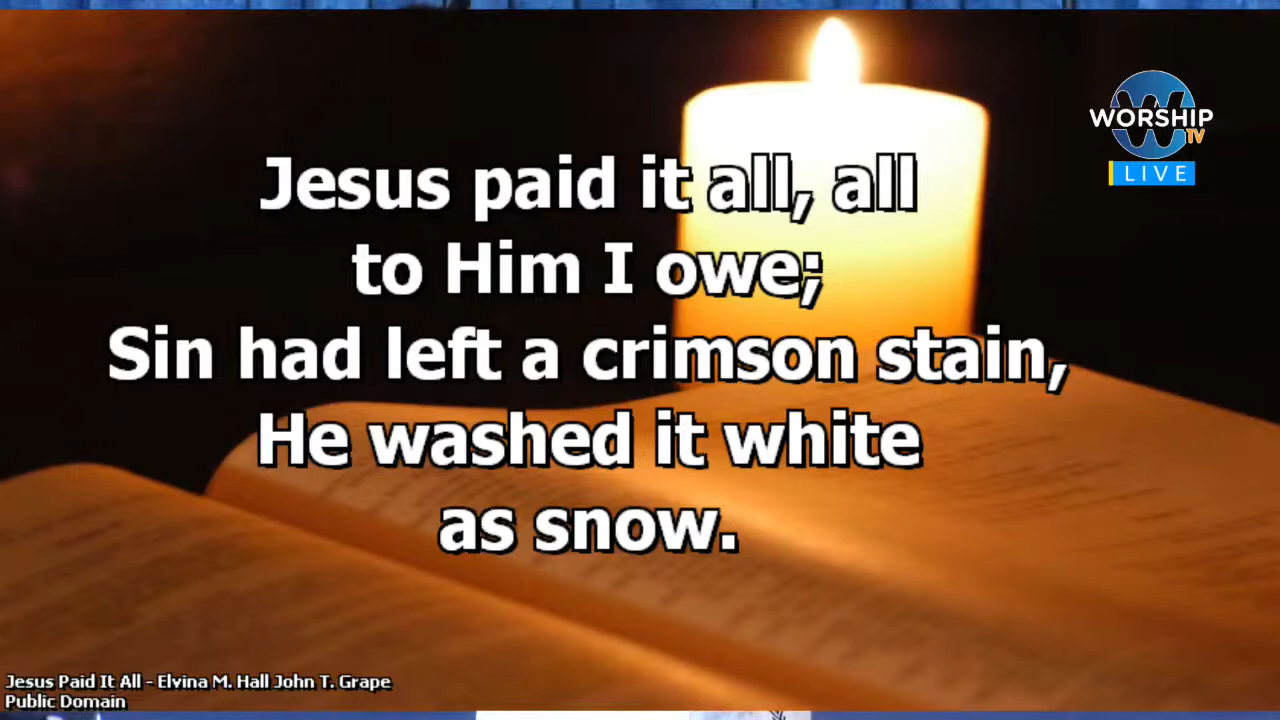 WORSHIP
TV
LIVE
Jesus paid it all, all
to Him I owe;
Sin had left a crimson stain,
He washed it white
as snow.
Jesus Paid It All - Elvina M. Hall John T. Grape
Public Domain